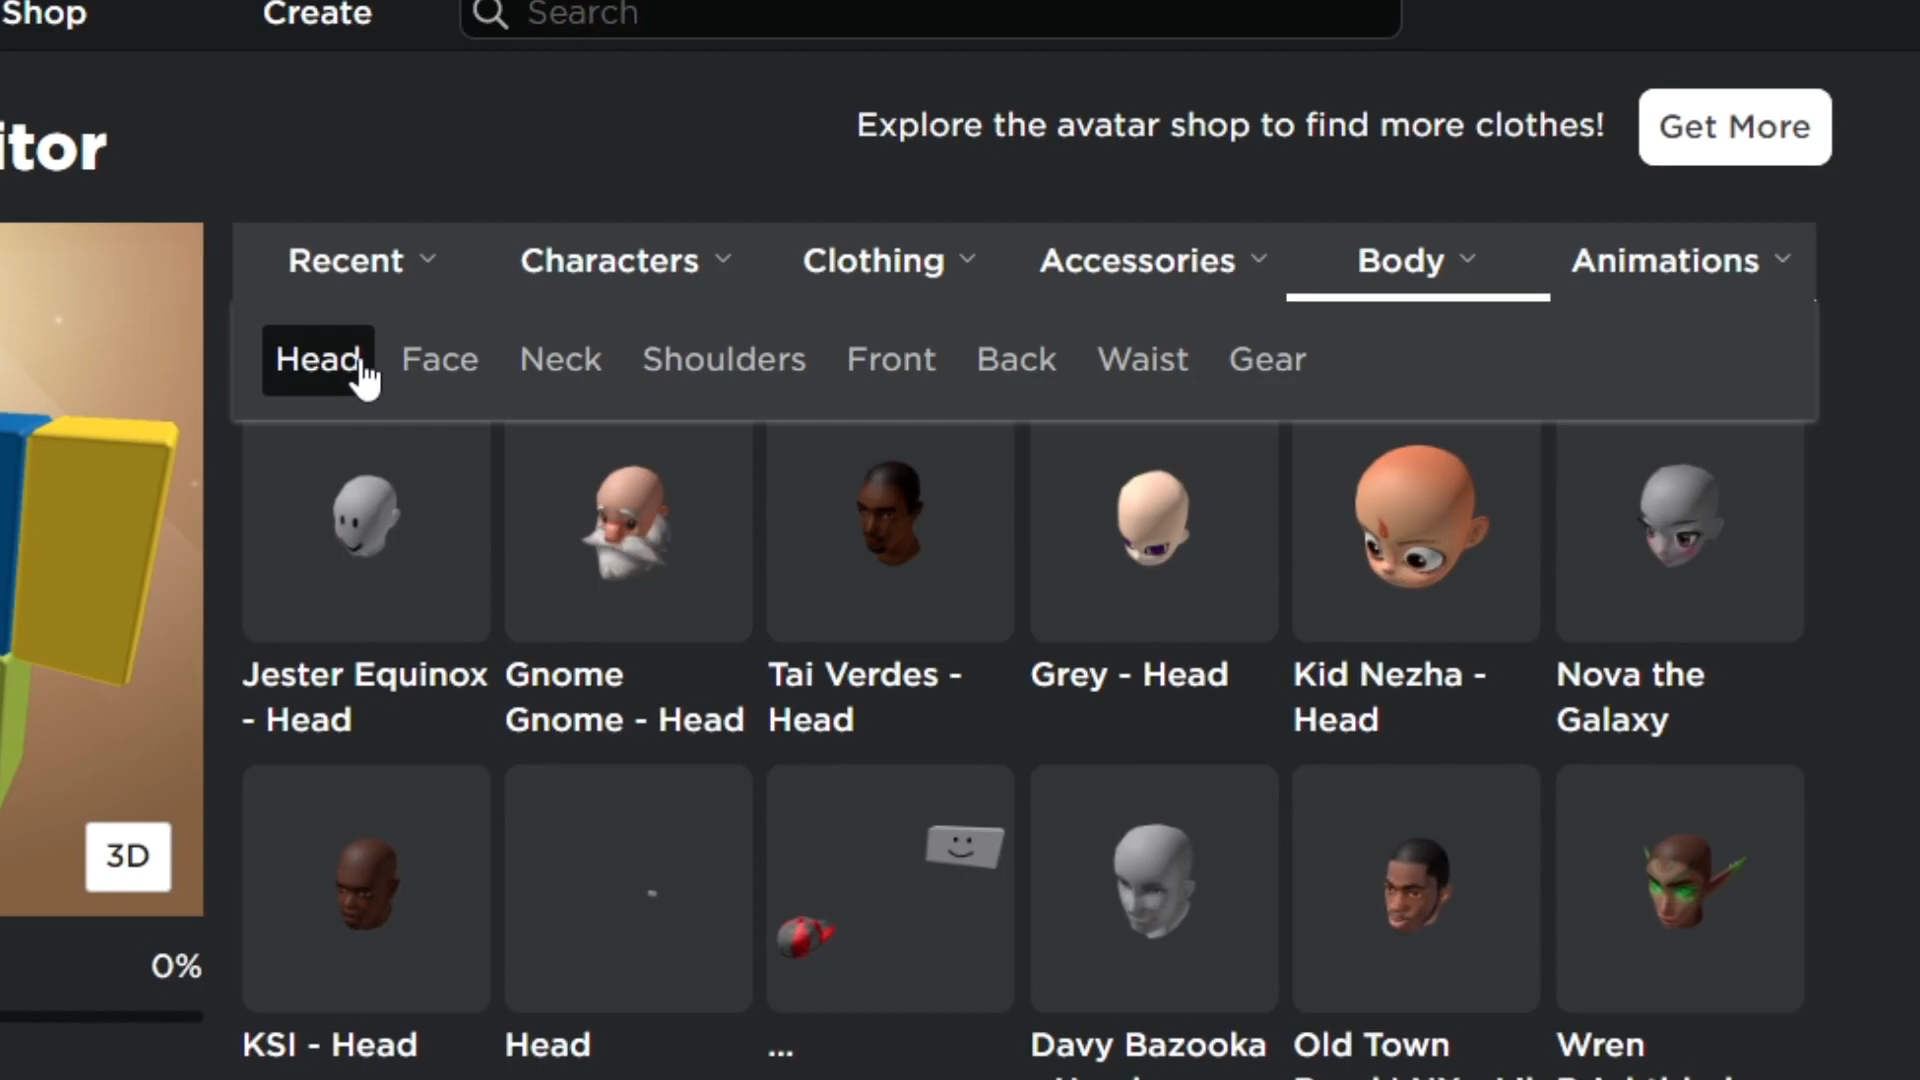 Shop Create Search
itor
Explore the avatar shop to find more clothes! Get More
Recent Characters Clothing Accessories Body Animations
Head Face Neck Shoulders Front Back Waist Gear
Jester Equinox Gnome Tai Verdes - Grey - Head Kid Nezha - Nova the
- Head Gnome - Head Head Head Galaxy
3D
0%
KSI - Head Head ... Davy Bazooka Old Town Wren